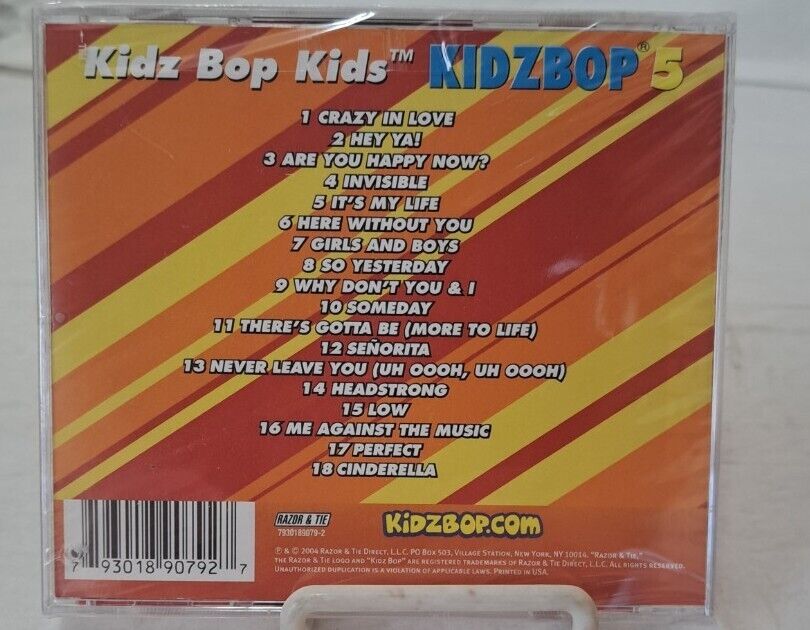 Kidz Bop Kids™ KIDZBOP® 5
1 CRAZY IN LOVE
2 HEY YA!
3 ARE YOU HAPPY NOW?
4 INVISIBLE
5 IT'S MY LIFE
6 HERE WITHOUT YOU
7 GIRLS AND BOYS
8 SO YESTERDAY
9 WHY DON'T YOU & I
10 SOMEDAY
11 THERE'S GOTTA BE (MORE TO LIFE)
12 SEÑORITA
13 NEVER LEAVE YOU (UH OOOH, UH OOOH)
14 HEADSTRONG
15 LOW
16 ME AGAINST THE MUSIC
17 PERFECT
18 CINDERELLA
RAZOR & TIE
7930189079-2
KIDZBOP.COM
7 93018 90792 7
℗ & © 2004 RAZOR & TIE DIRECT, L.L.C. PO BOX 503, VILLAGE STATION, NEW YORK, NY 10014. "RAZOR & TIE,"
THE RAZOR & TIE LOGO AND "KIDZ BOP" ARE REGISTERED TRADEMARKS OF RAZOR & TIE DIRECT, L.L.C. ALL RIGHTS RESERVED.
UNAUTHORIZED DUPLICATION IS A VIOLATION OF APPLICABLE LAWS. PRINTED IN USA.